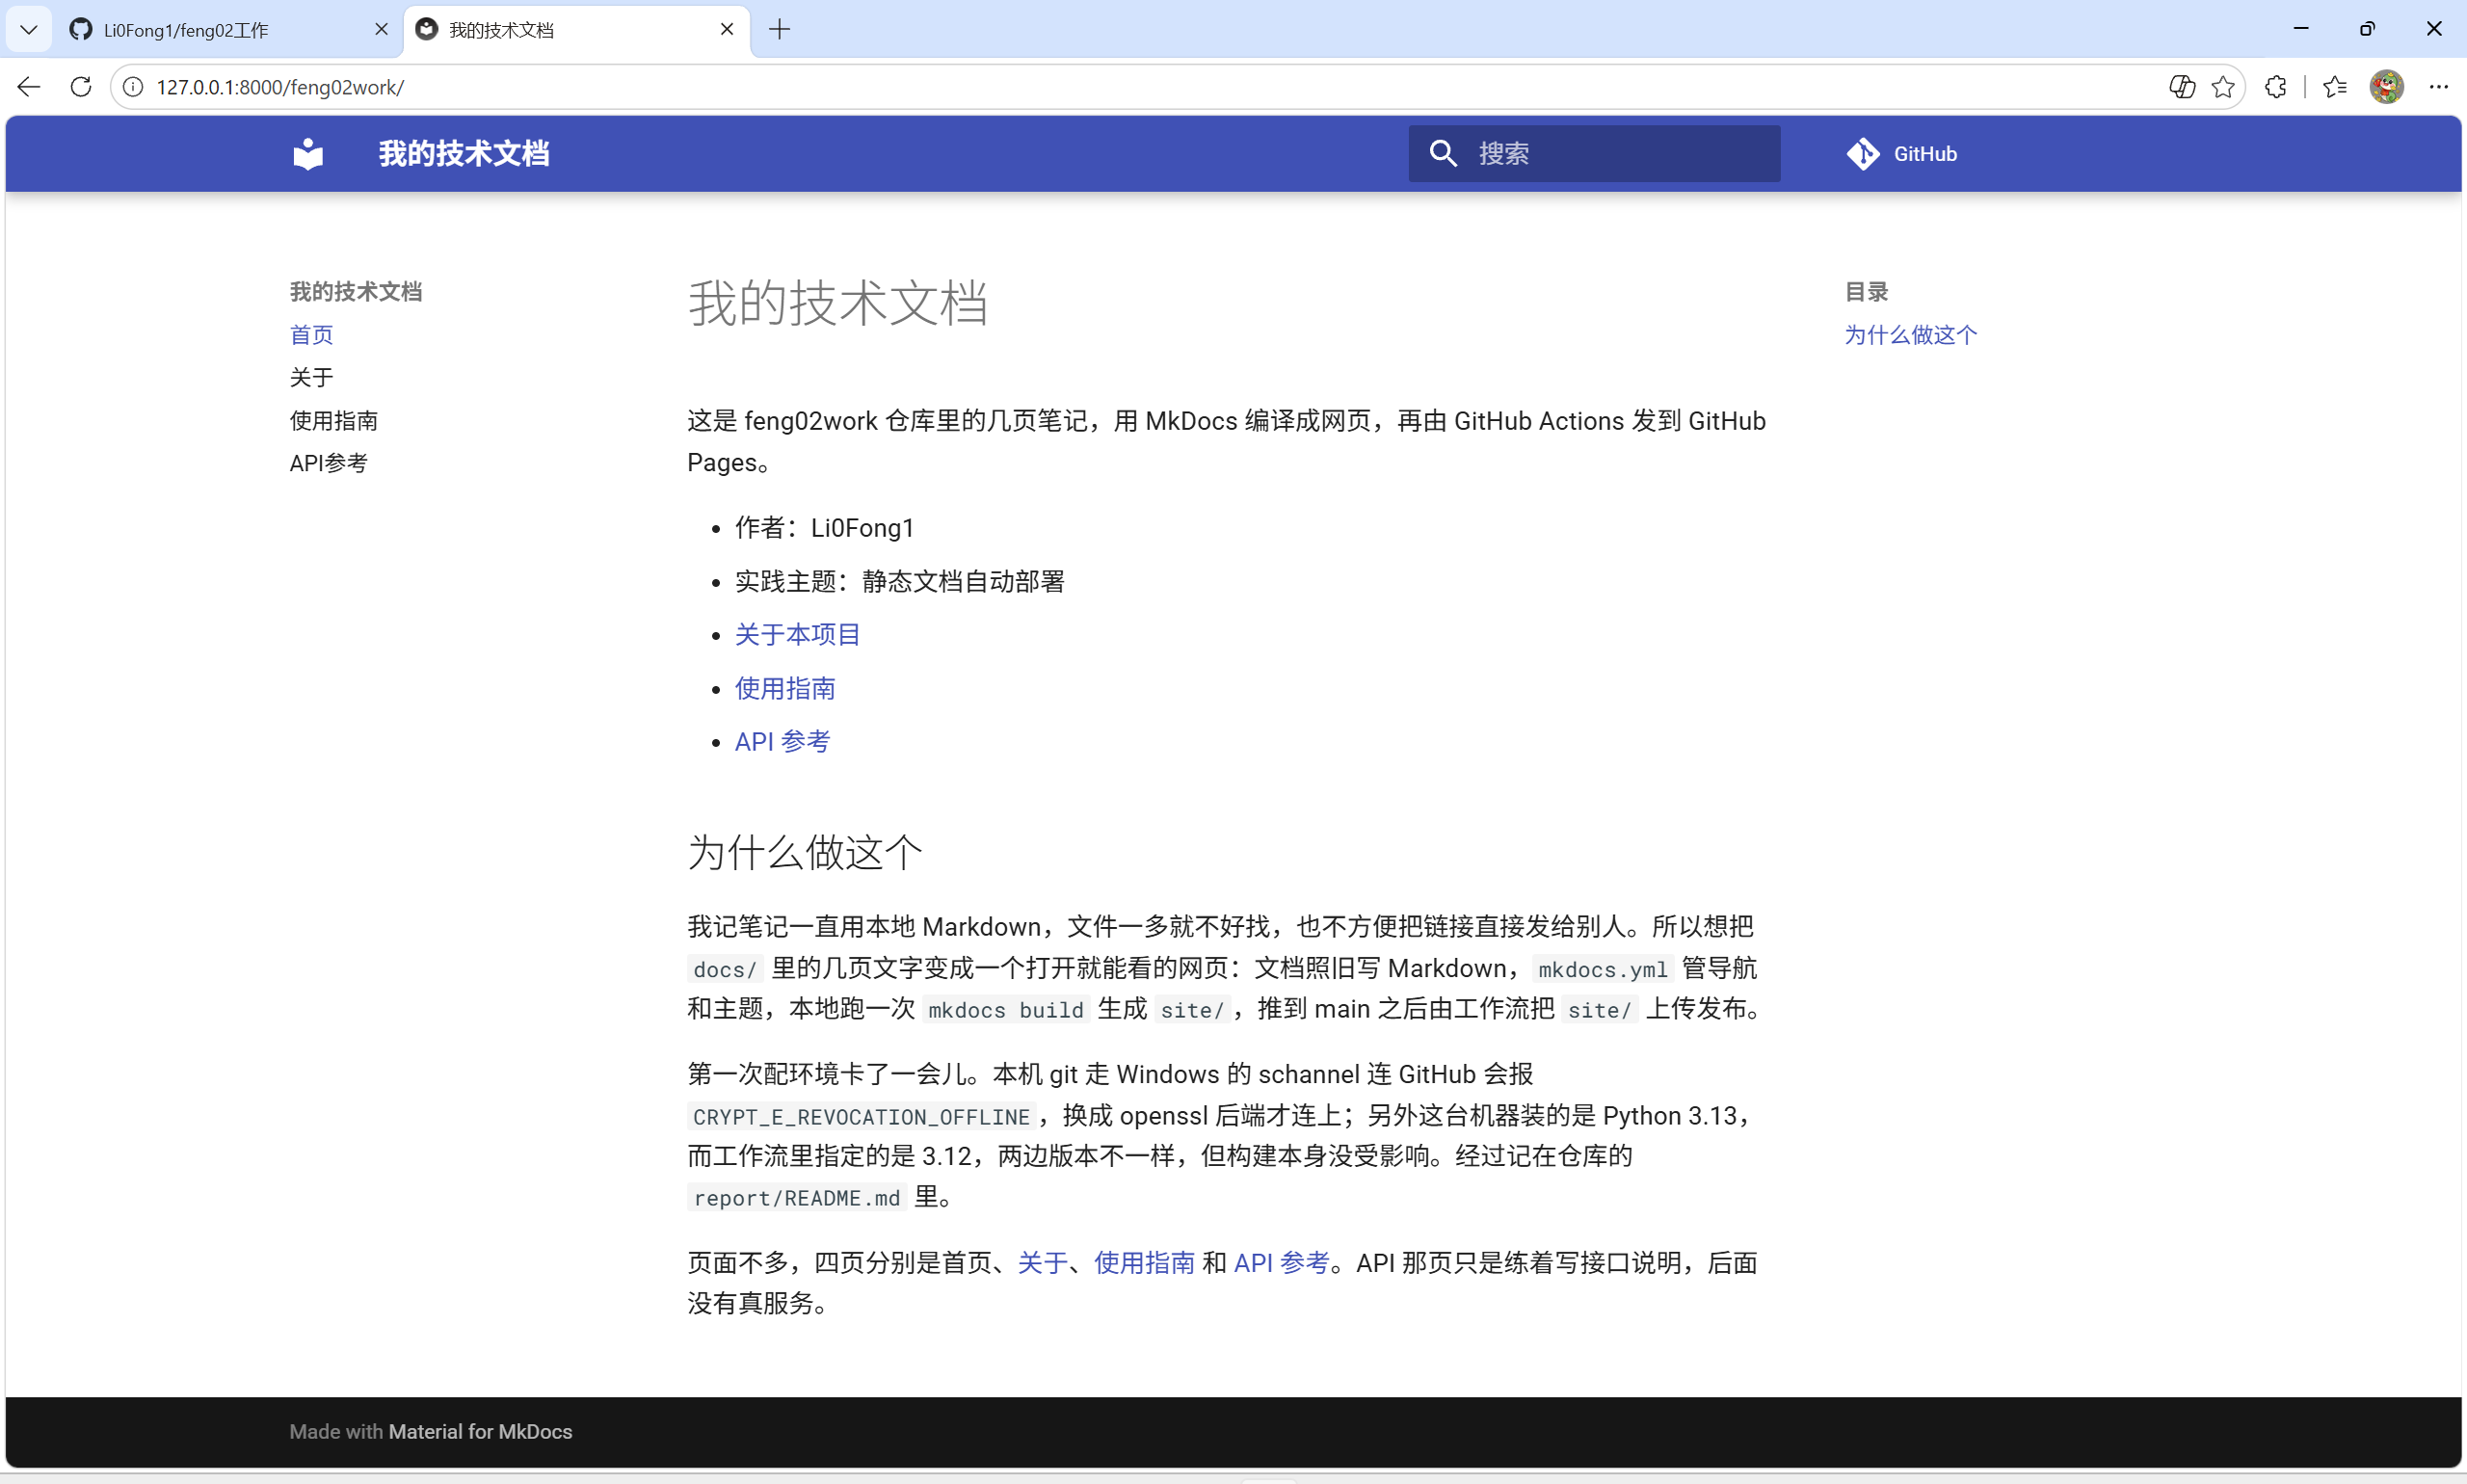 Li0Fong1/feng02工作
我的技术文档
127.0.0.1:8000/feng02work/
我的技术文档
搜索
GitHub
我的技术文档
首页
关于
使用指南
API参考
我的技术文档
这是 feng02work 仓库里的几页笔记，用 MkDocs 编译成网页，再由 GitHub Actions 发到 GitHub
Pages。
作者：Li0Fong1
实践主题：静态文档自动部署
关于本项目
使用指南
API 参考
为什么做这个
我记笔记一直用本地 Markdown，文件一多就不好找，也不方便把链接直接发给别人。所以想把
docs/ 里的几页文字变成一个打开就能看的网页：文档照旧写 Markdown，mkdocs.yml 管导航
和主题，本地跑一次 mkdocs build 生成 site/，推到 main 之后由工作流把 site/ 上传发布。
第一次配环境卡了一会儿。本机 git 走 Windows 的 schannel 连 GitHub 会报
CRYPT_E_REVOCATION_OFFLINE，换成 openssl 后端才连上；另外这台机器装的是 Python 3.13，
而工作流里指定的是 3.12，两边版本不一样，但构建本身没受影响。经过记在仓库的
report/README.md 里。
页面不多，四页分别是首页、关于、使用指南 和 API 参考。API 那页只是练着写接口说明，后面
没有真服务。
目录
为什么做这个
Made with Material for MkDocs